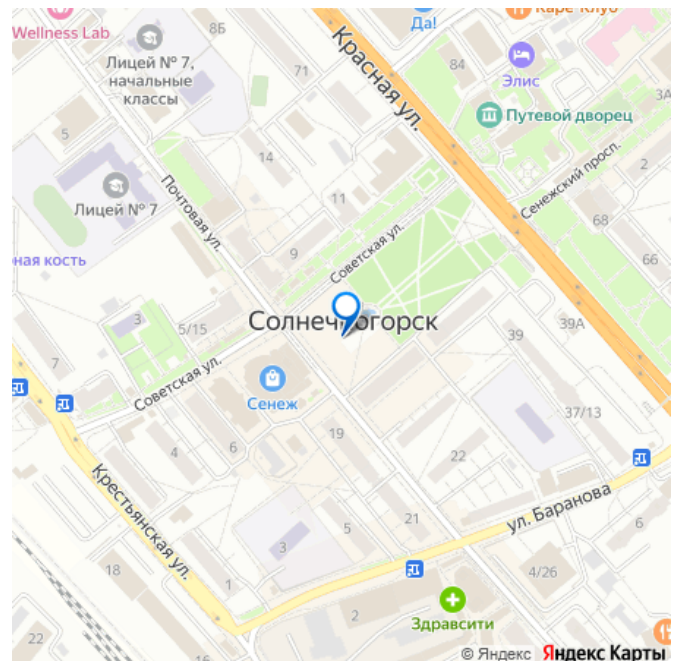 Wellness Lab
8Б
Да!
Каре-Клуб
Лицей № 7,
начальные
классы
71
Красная ул.
84
Элис
3А
Путевой дворец
5
14
2
Сенежский просп.
Лицей № 7
Почтовая ул.
11
68
9
Советская ул.
66
ная кость
3
5/15
Солнечногорск
39
39А
7
Советская ул.
Сенеж
37/13
4
6
19
22
Крестьянская ул.
ул. Баранова
21
5
6
3
18
1
4/26
2
Здравсити
22
16
© Яндекс Яндекс Карты